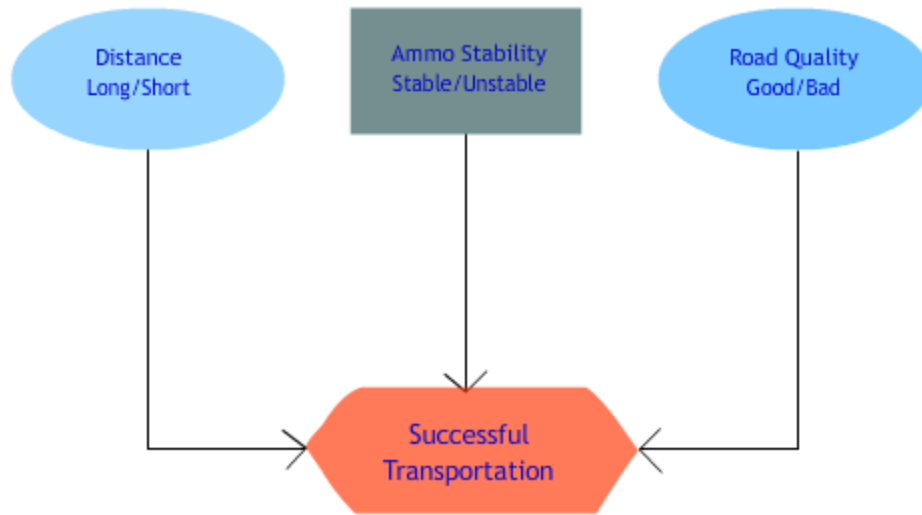 Distance
Long/Short
Ammo Stability
Stable/Unstable
Road Quality
Good/Bad
Successful
Transportation